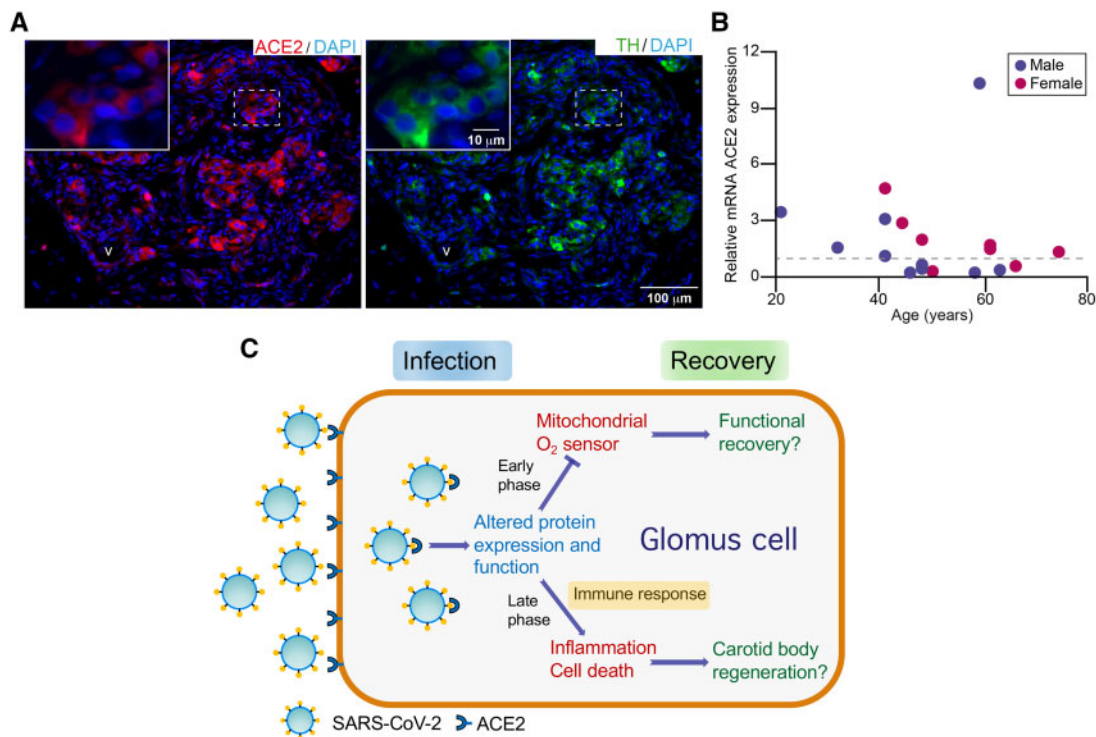 A
ACE2/DAPI
TH/DAPI
10 μm
v
v
100 μm
B
Relative mRNA ACE2 expression
12
9
6
3
0
Male
Female
20
40
60
80
Age (years)
C
Infection
Recovery
Mitochondrial
O₂ sensor
Functional
recovery?
Early
phase
Altered protein
expression and
function
Glomus cell
Late
phase
Immune response
Inflammation
Cell death
Carotid body
regeneration?
SARS-CoV-2
ACE2